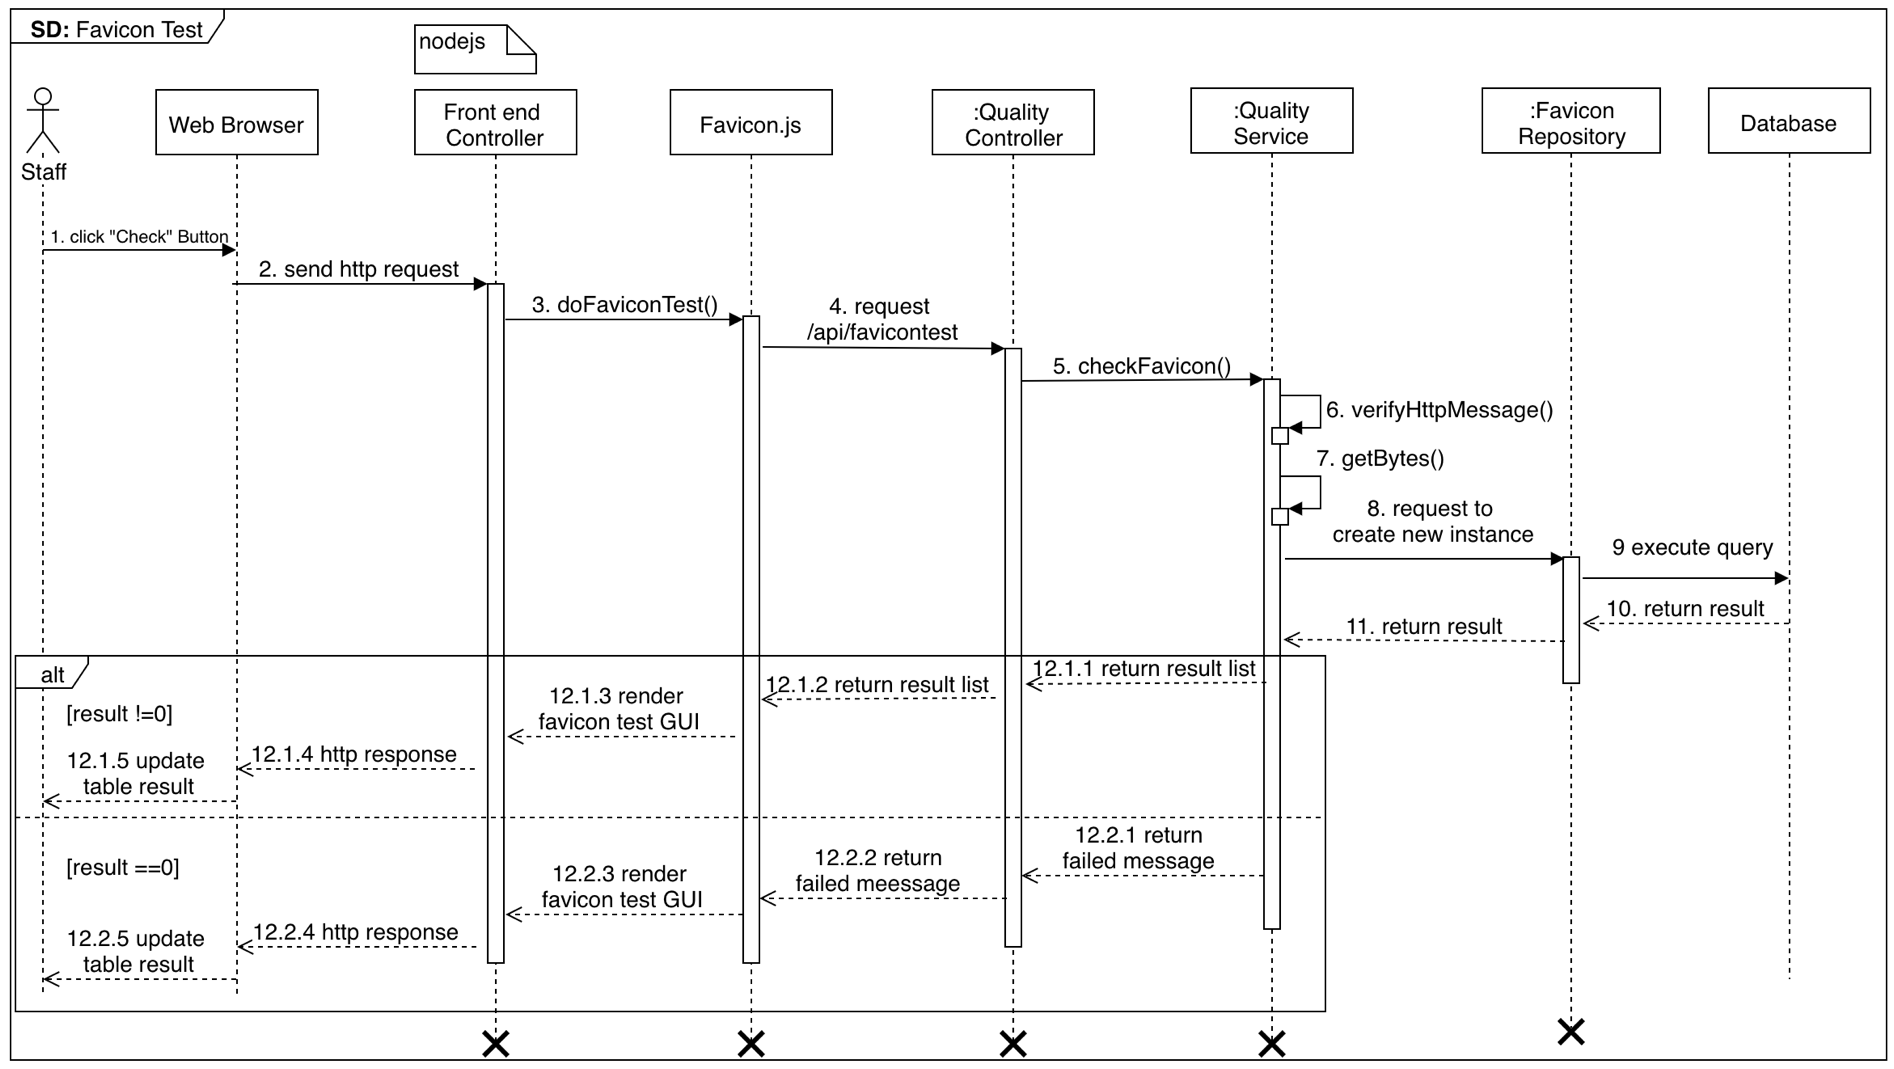 SD: Favicon Test
nodejs
Staff
Web Browser
Front end
Controller
Favicon.js
:Quality
Controller
:Quality
Service
:Favicon
Repository
Database
1. click "Check" Button
2. send http request
3. doFaviconTest()
4. request
/api/favicontest
5. checkFavicon()
6. verifyHttpMessage()
7. getBytes()
8. request to
create new instance
9 execute query
10. return result
11. return result
alt
[result !=0]
12.1.1 return result list
12.1.2 return result list
12.1.3 render
favicon test GUI
12.1.4 http response
12.1.5 update
table result
[result ==0]
12.2.1 return
failed message
12.2.2 return
failed meessage
12.2.3 render
favicon test GUI
12.2.4 http response
12.2.5 update
table result